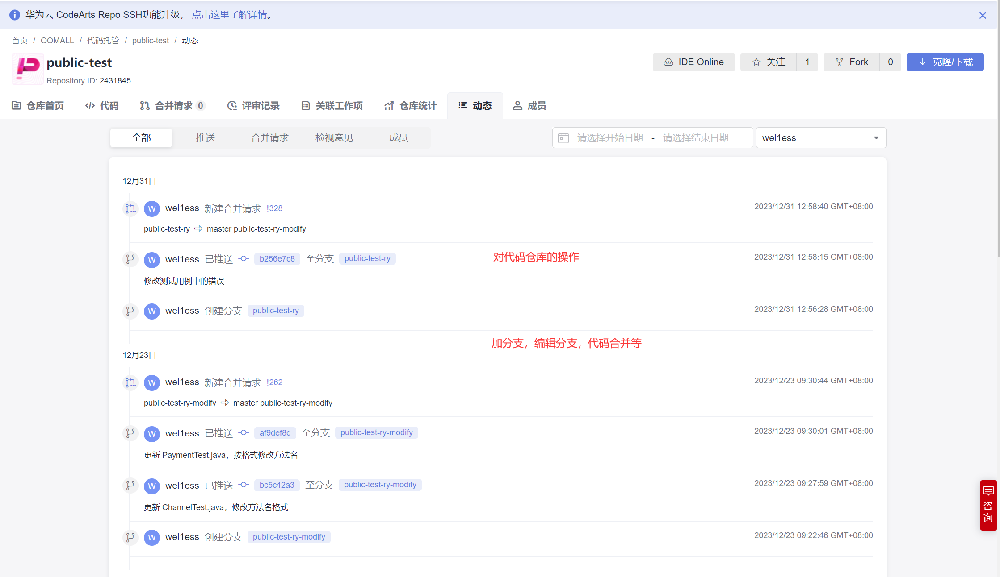 华为云 CodeArts Repo SSH功能升级， 点击这里了解详情。
首页 / OOMALL / 代码托管 / public-test / 动态
public-test
Repository ID: 2431845
IDE Online 关注 1 Fork 0 克隆/下载
仓库首页 代码 合并请求 0 评审记录 关联工作项 仓库统计 动态 成员
全部 推送 合并请求 检视意见 成员 请选择开始日期 - 请选择结束日期 wel1ess
12月31日
W wel1ess 新建合并请求 !328 2023/12/31 12:58:40 GMT+08:00
public-test-ry ⇨ master public-test-ry-modify
W wel1ess 已推送 b256e7c8 至分支 public-test-ry 对代码仓库的操作 2023/12/31 12:58:15 GMT+08:00
修改测试用例中的错误
W wel1ess 创建分支 public-test-ry 2023/12/31 12:56:28 GMT+08:00
加分支，编辑分支，代码合并等
12月23日
W wel1ess 新建合并请求 !262 2023/12/23 09:30:44 GMT+08:00
public-test-ry-modify ⇨ master public-test-ry-modify
W wel1ess 已推送 af9def8d 至分支 public-test-ry-modify 2023/12/23 09:30:01 GMT+08:00
更新 PaymentTest.java，按格式修改方法名
W wel1ess 已推送 bc5c42a3 至分支 public-test-ry-modify 2023/12/23 09:27:59 GMT+08:00
更新 ChannelTest.java，修改方法名格式
W wel1ess 创建分支 public-test-ry-modify 2023/12/23 09:22:46 GMT+08:00
咨询